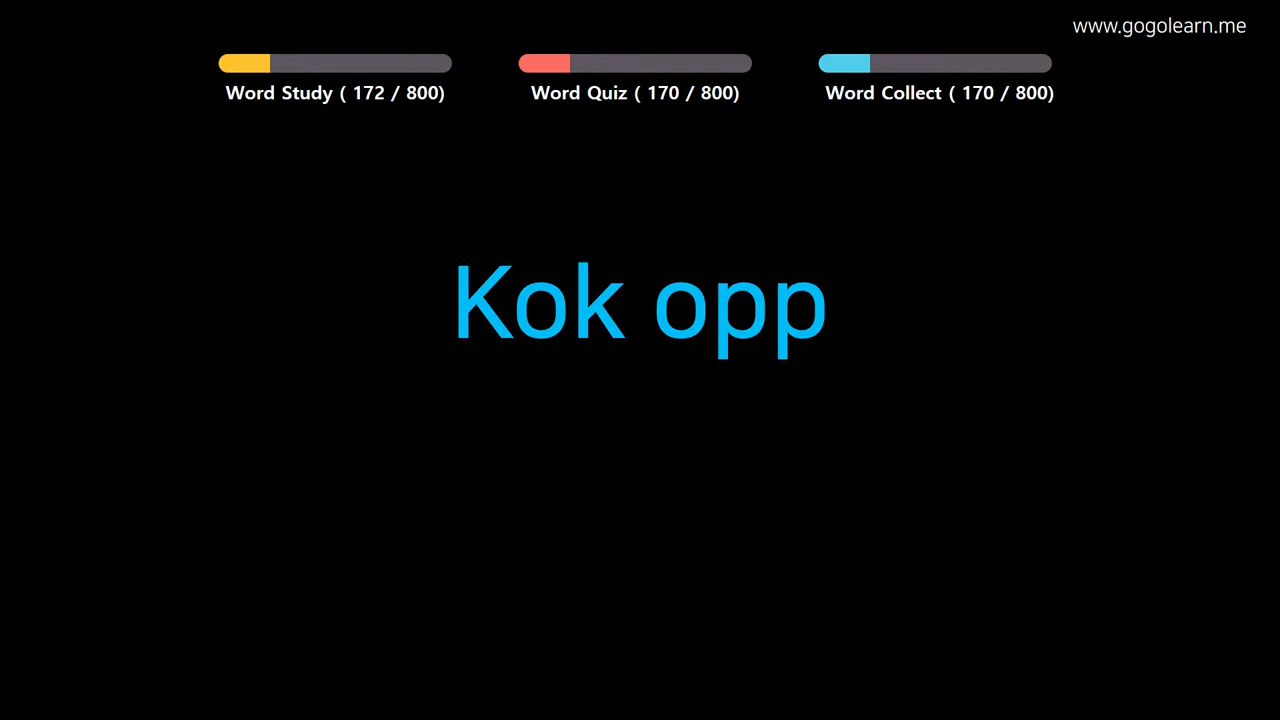 www.gogolearn.me
Word Study ( 172 / 800)
Word Quiz ( 170 / 800)
Word Collect ( 170 / 800)
Kok opp